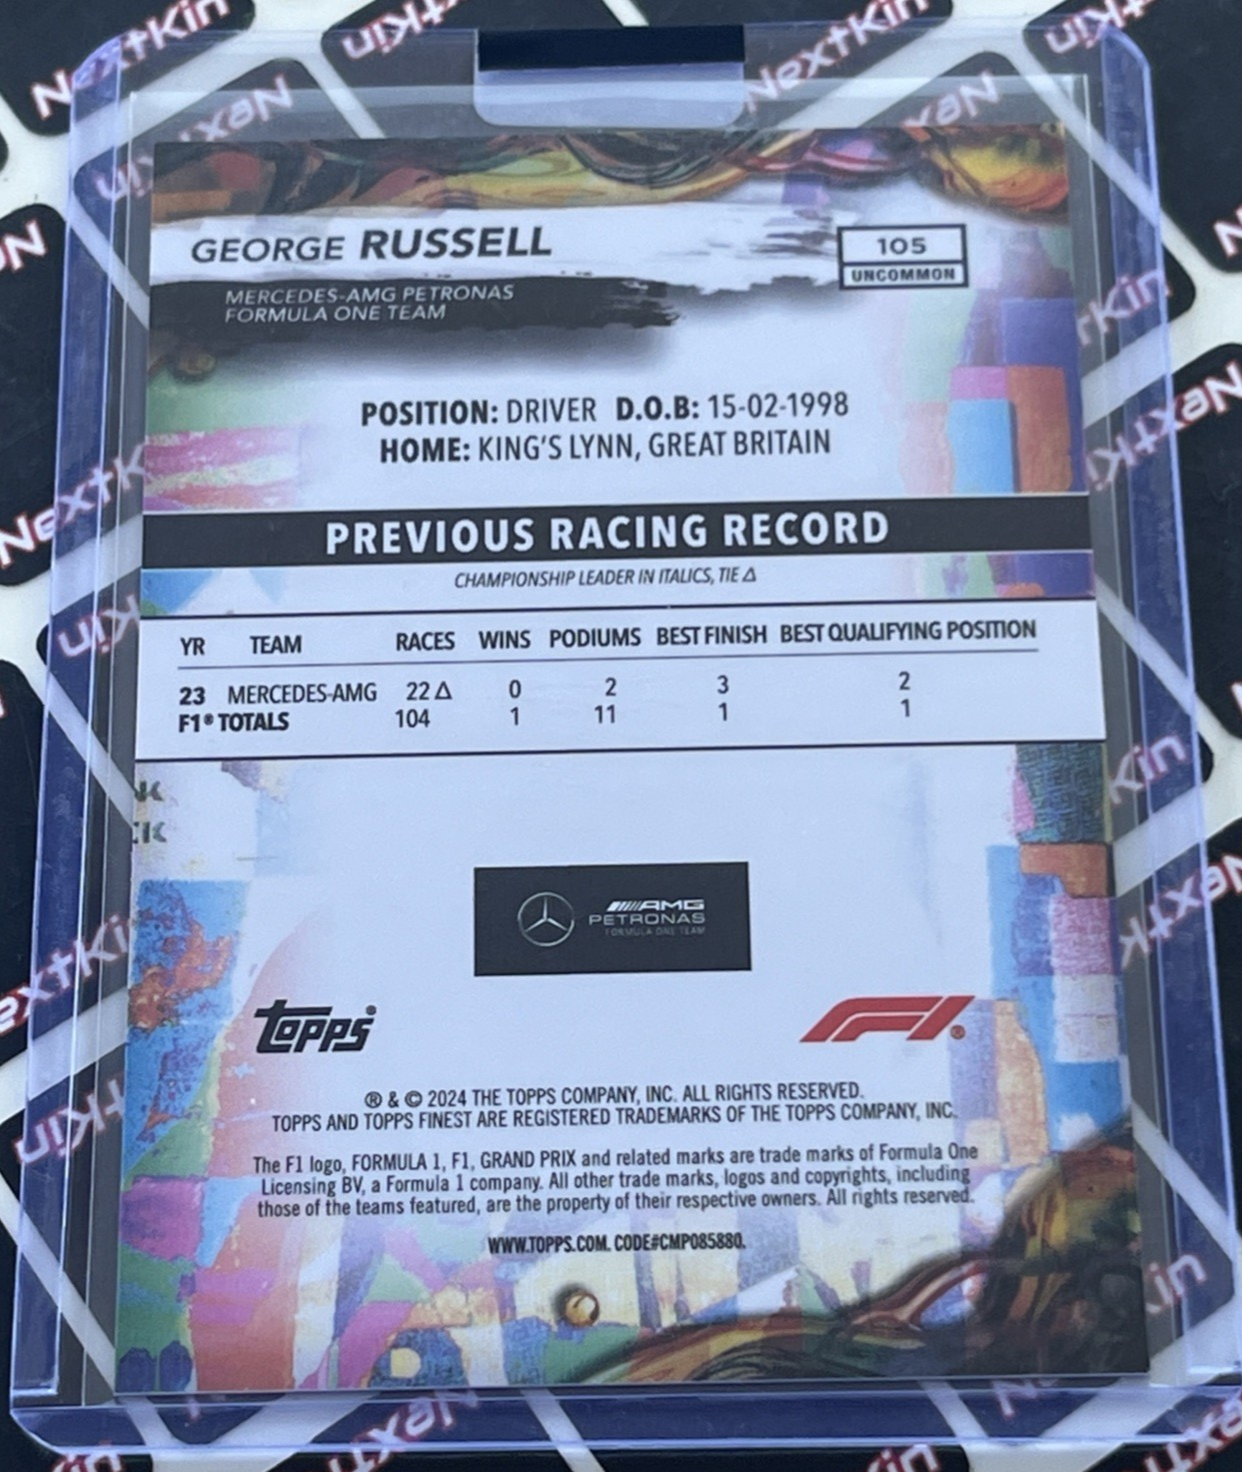 GEORGE RUSSELL
105
UNCOMMON
MERCEDES-AMG PETRONAS
FORMULA ONE TEAM
POSITION: DRIVER D.O.B: 15-02-1998
HOME: KING'S LYNN, GREAT BRITAIN
PREVIOUS RACING RECORD
CHAMPIONSHIP LEADER IN ITALICS, TIE Δ
YR TEAM RACES WINS PODIUMS BEST FINISH BEST QUALIFYING POSITION
23 MERCEDES-AMG 22 Δ 0 2 3 2
F1® TOTALS 104 1 11 1 1
AMG
PETRONAS
FORMULA ONE TEAM
TOPPS®
F1®
® & © 2024 THE TOPPS COMPANY, INC. ALL RIGHTS RESERVED.
TOPPS AND TOPPS FINEST ARE REGISTERED TRADEMARKS OF THE TOPPS COMPANY, INC.
The F1 logo, FORMULA 1, F1, GRAND PRIX and related marks are trade marks of Formula One
Licensing BV, a Formula 1 company. All other trade marks, logos and copyrights, including
those of the teams featured, are the property of their respective owners. All rights reserved.
WWW.TOPPS.COM. CODE#CMP085880.
NextKin
NextKin
NextKin
NextKin
NextKin
NextKin